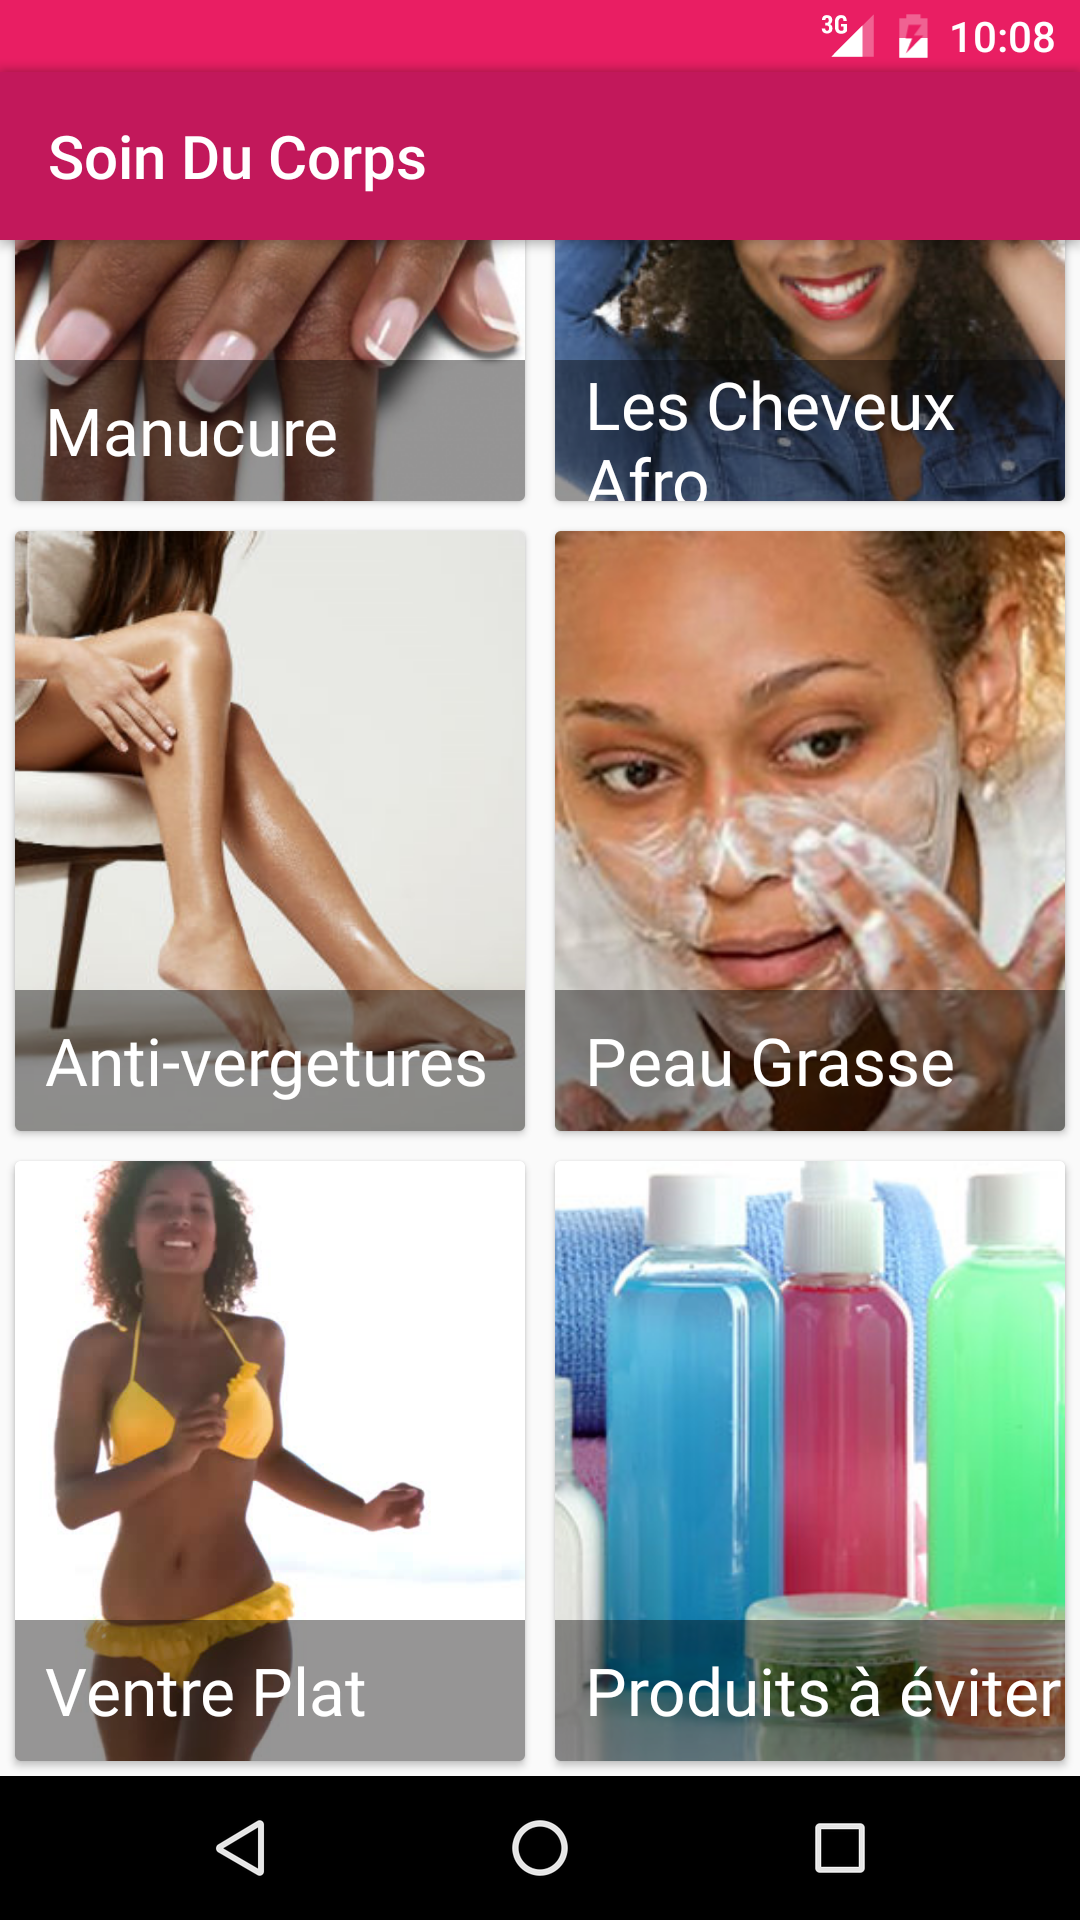 3G 10:08
Soin Du Corps
Manucure
Les Cheveux
Afro
Anti-vergetures
Peau Grasse
Ventre Plat
Produits à éviter